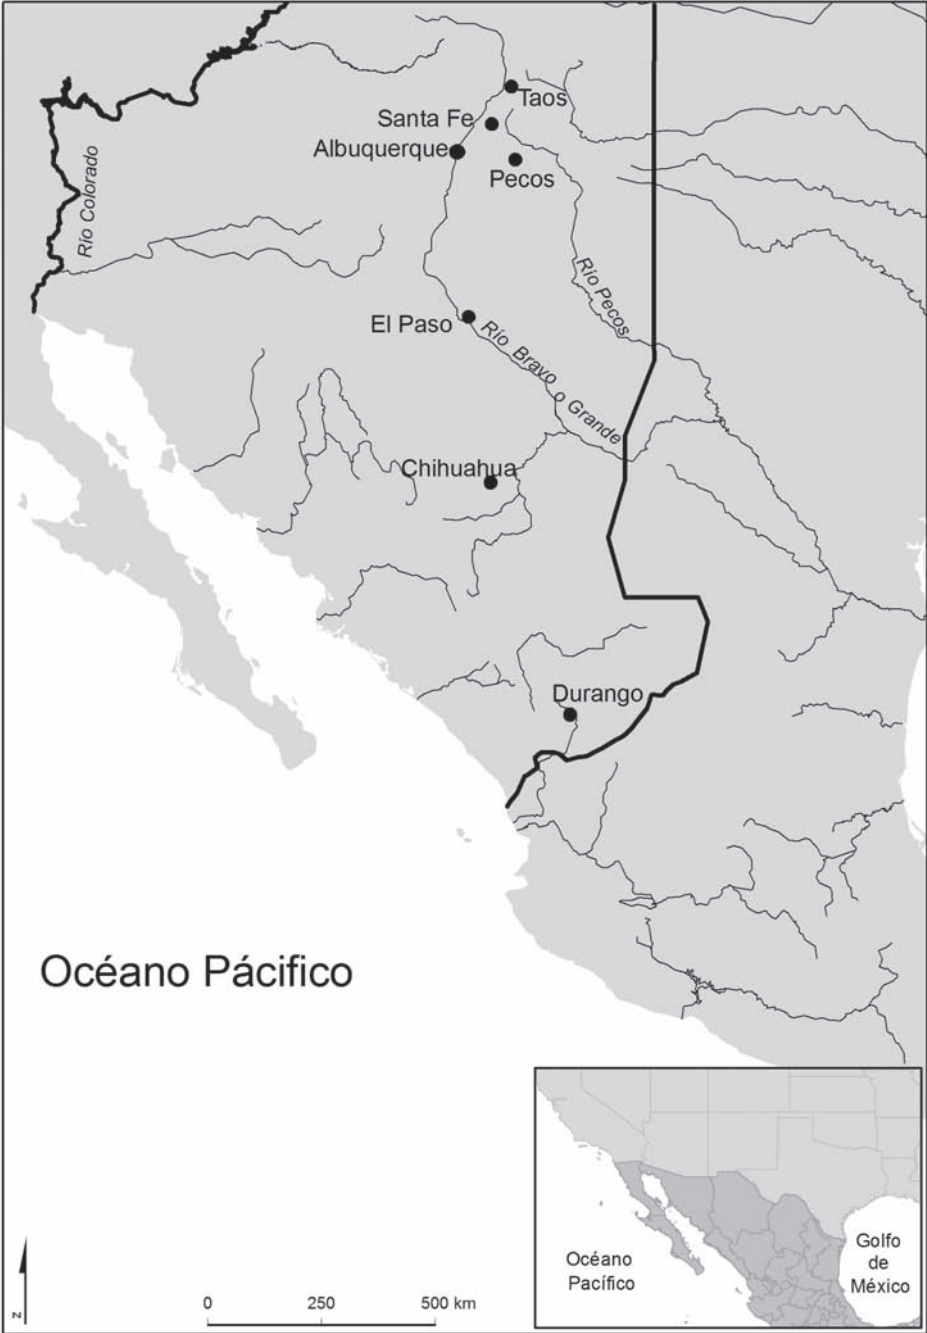 Taos
Santa Fe
Albuquerque
Pecos
Río Colorado
Río Pecos
El Paso
Río Bravo o Grande
Chihuahua
Durango
Océano Pácifico
Océano
Pacífico
Golfo
de
México
N
0 250 500 km